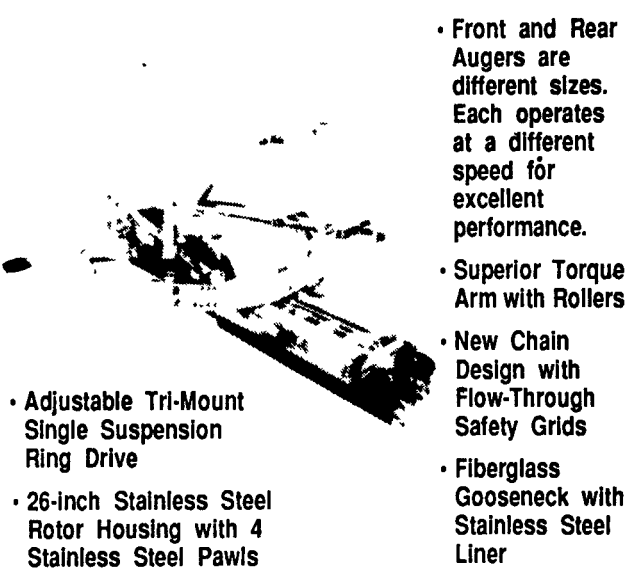 • Front and Rear
Augers are
different sizes.
Each operates
at a different
speed for
excellent
performance.
• Superior Torque
Arm with Rollers
• New Chain
Design with
Flow-Through
Safety Grids
• Fiberglass
Gooseneck with
Stainless Steel
Liner
• Adjustable Tri-Mount
Single Suspension
Ring Drive
• 26-inch Stainless Steel
Rotor Housing with 4
Stainless Steel Pawls